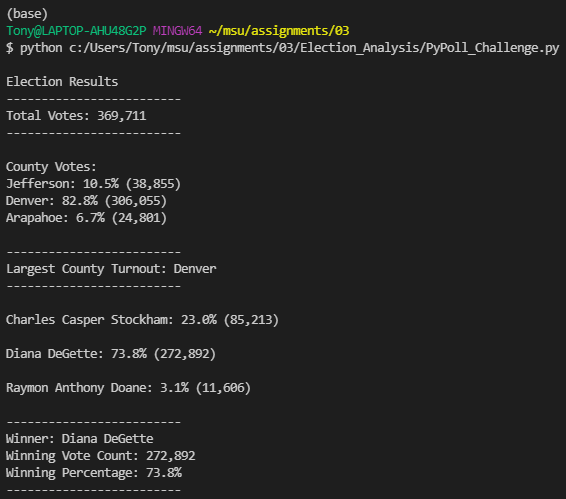 (base)
Tony@LAPTOP-AHU48G2P MINGW64 ~/msu/assignments/03
$ python c:/Users/Tony/msu/assignments/03/Election_Analysis/PyPoll_Challenge.py
Election Results
-------------------------
Total Votes: 369,711
-------------------------
County Votes:
Jefferson: 10.5% (38,855)
Denver: 82.8% (306,055)
Arapahoe: 6.7% (24,801)
-------------------------
Largest County Turnout: Denver
-------------------------
Charles Casper Stockham: 23.0% (85,213)
Diana DeGette: 73.8% (272,892)
Raymon Anthony Doane: 3.1% (11,606)
-------------------------
Winner: Diana DeGette
Winning Vote Count: 272,892
Winning Percentage: 73.8%
-------------------------